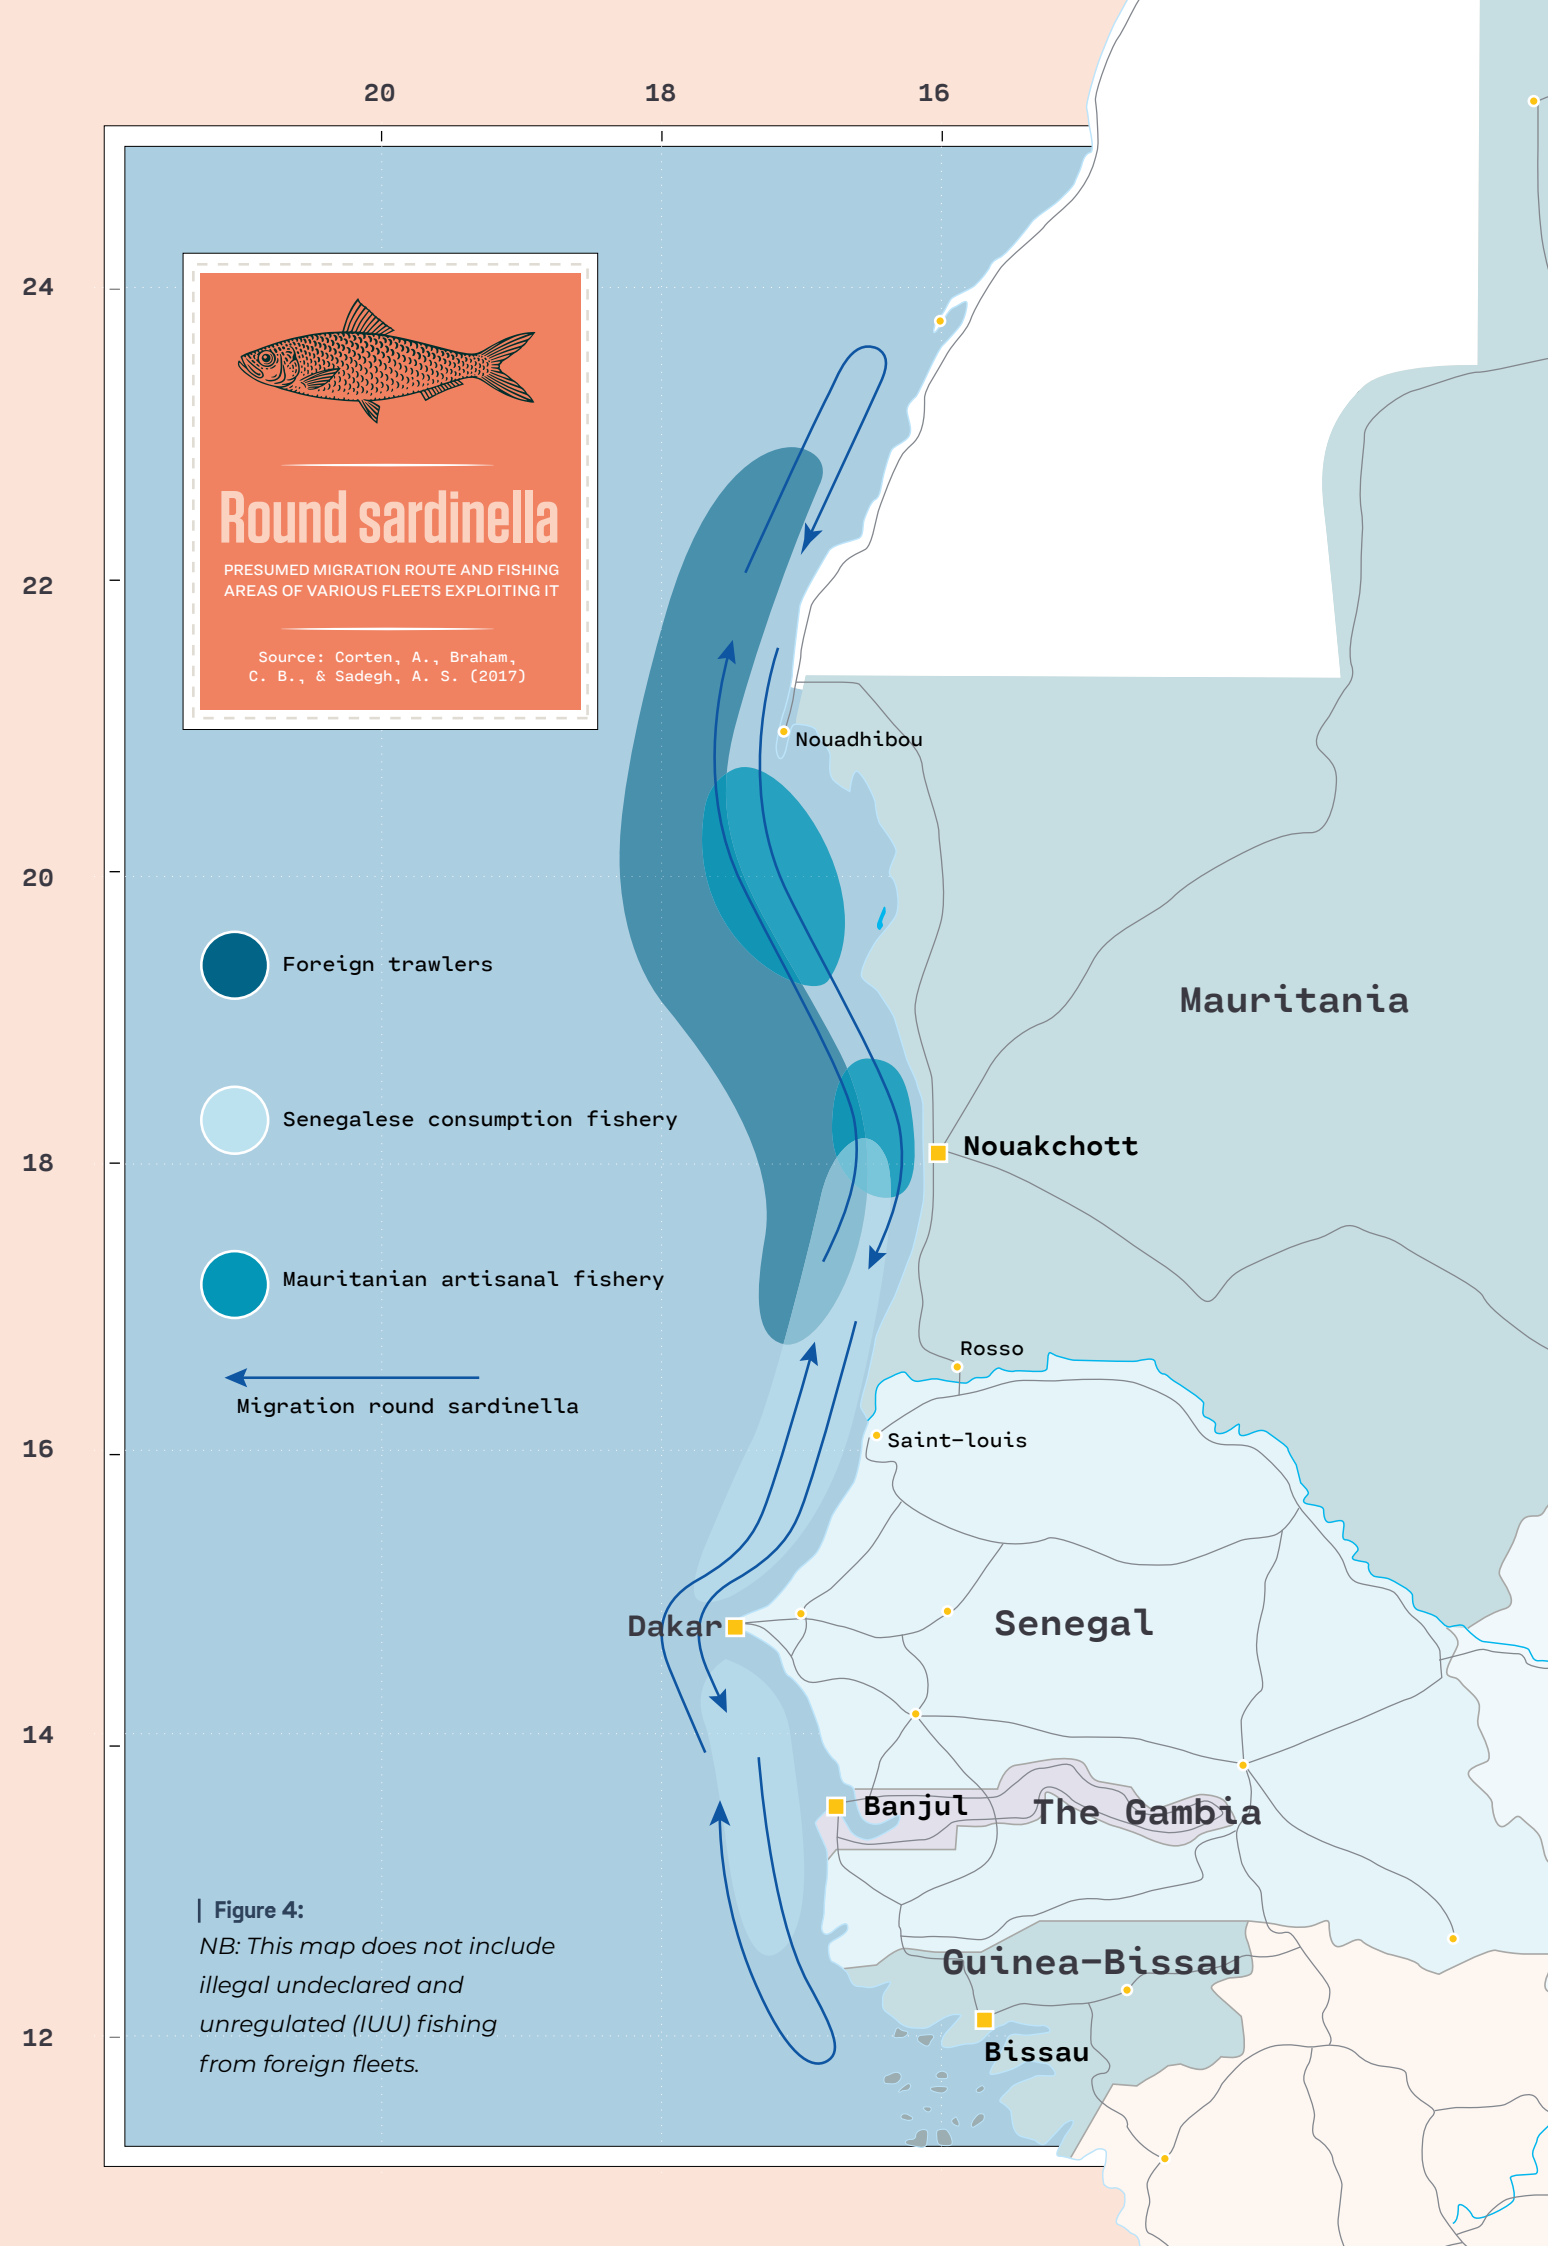 20
18
16
24
22
20
18
16
14
12
Round sardinella
PRESUMED MIGRATION ROUTE AND FISHING
AREAS OF VARIOUS FLEETS EXPLOITING IT
Source: Corten, A., Braham,
C. B., & Sadegh, A. S. (2017)
Nouadhibou
Foreign trawlers
Mauritania
Senegalese consumption fishery
Nouakchott
Mauritanian artisanal fishery
Rosso
Migration round sardinella
Saint-louis
Dakar
Senegal
Banjul
The Gambia
Figure 4:
NB: This map does not include
illegal undeclared and
unregulated (IUU) fishing
from foreign fleets.
Guinea-Bissau
Bissau